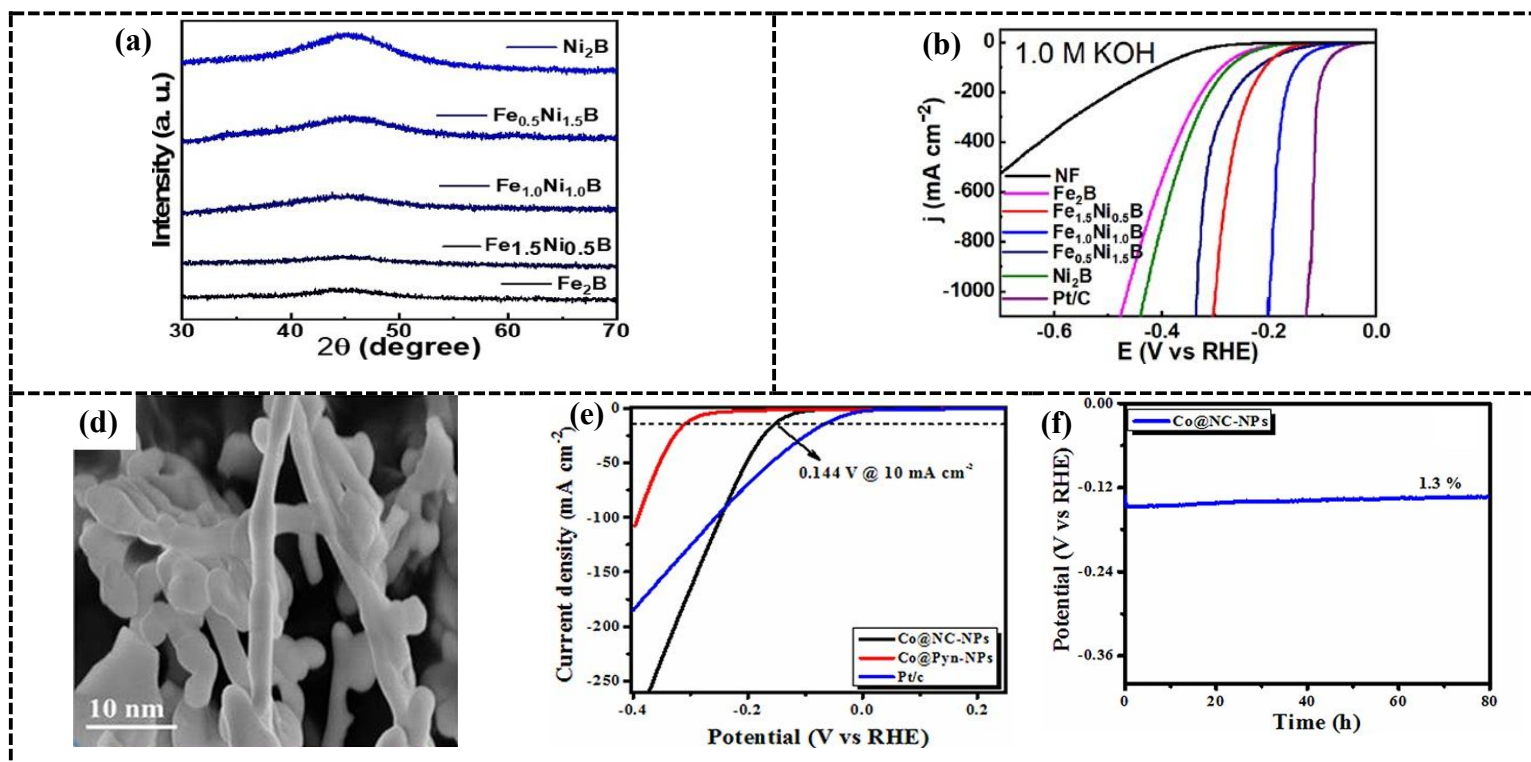 (a)
Intensity (a. u.)
Ni₂B
Fe₀.₅Ni₁.₅B
Fe₁.₀Ni₁.₀B
Fe₁.₅Ni₀.₅B
Fe₂B
30 40 50 60 70
2θ (degree)
(b)
1.0 M KOH
j (mA cm⁻²)
0
-200
-400
-600
-800
-1000
NF
Fe₂B
Fe₁.₅Ni₀.₅B
Fe₁.₀Ni₁.₀B
Fe₀.₅Ni₁.₅B
Ni₂B
Pt/C
-0.6 -0.4 -0.2 0.0
E (V vs RHE)
(d)
10 nm
(e)
Current density (mA cm⁻²)
0
-50
-100
-150
-200
-250
0.144 V @ 10 mA cm⁻²
Co@NC-NPs
Co@Pyn-NPs
Pt/c
-0.4 -0.2 0.0 0.2
Potential (V vs RHE)
(f)
Potential (V vs RHE)
0.00
-0.12
-0.24
-0.36
Co@NC-NPs
1.3 %
0 20 40 60 80
Time (h)